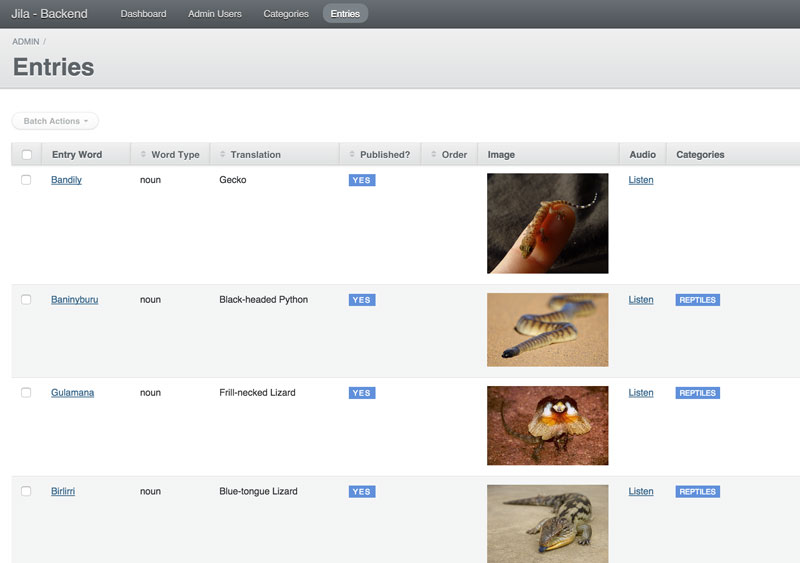 Jila - Backend Dashboard Admin Users Categories Entries
ADMIN /
Entries
Batch Actions
Entry Word Word Type Translation Published? Order Image Audio Categories
Bandily noun Gecko YES Listen
Baninyburu noun Black-headed Python YES Listen REPTILES
Gulamana noun Frill-necked Lizard YES Listen REPTILES
Birlirri noun Blue-tongue Lizard YES Listen REPTILES